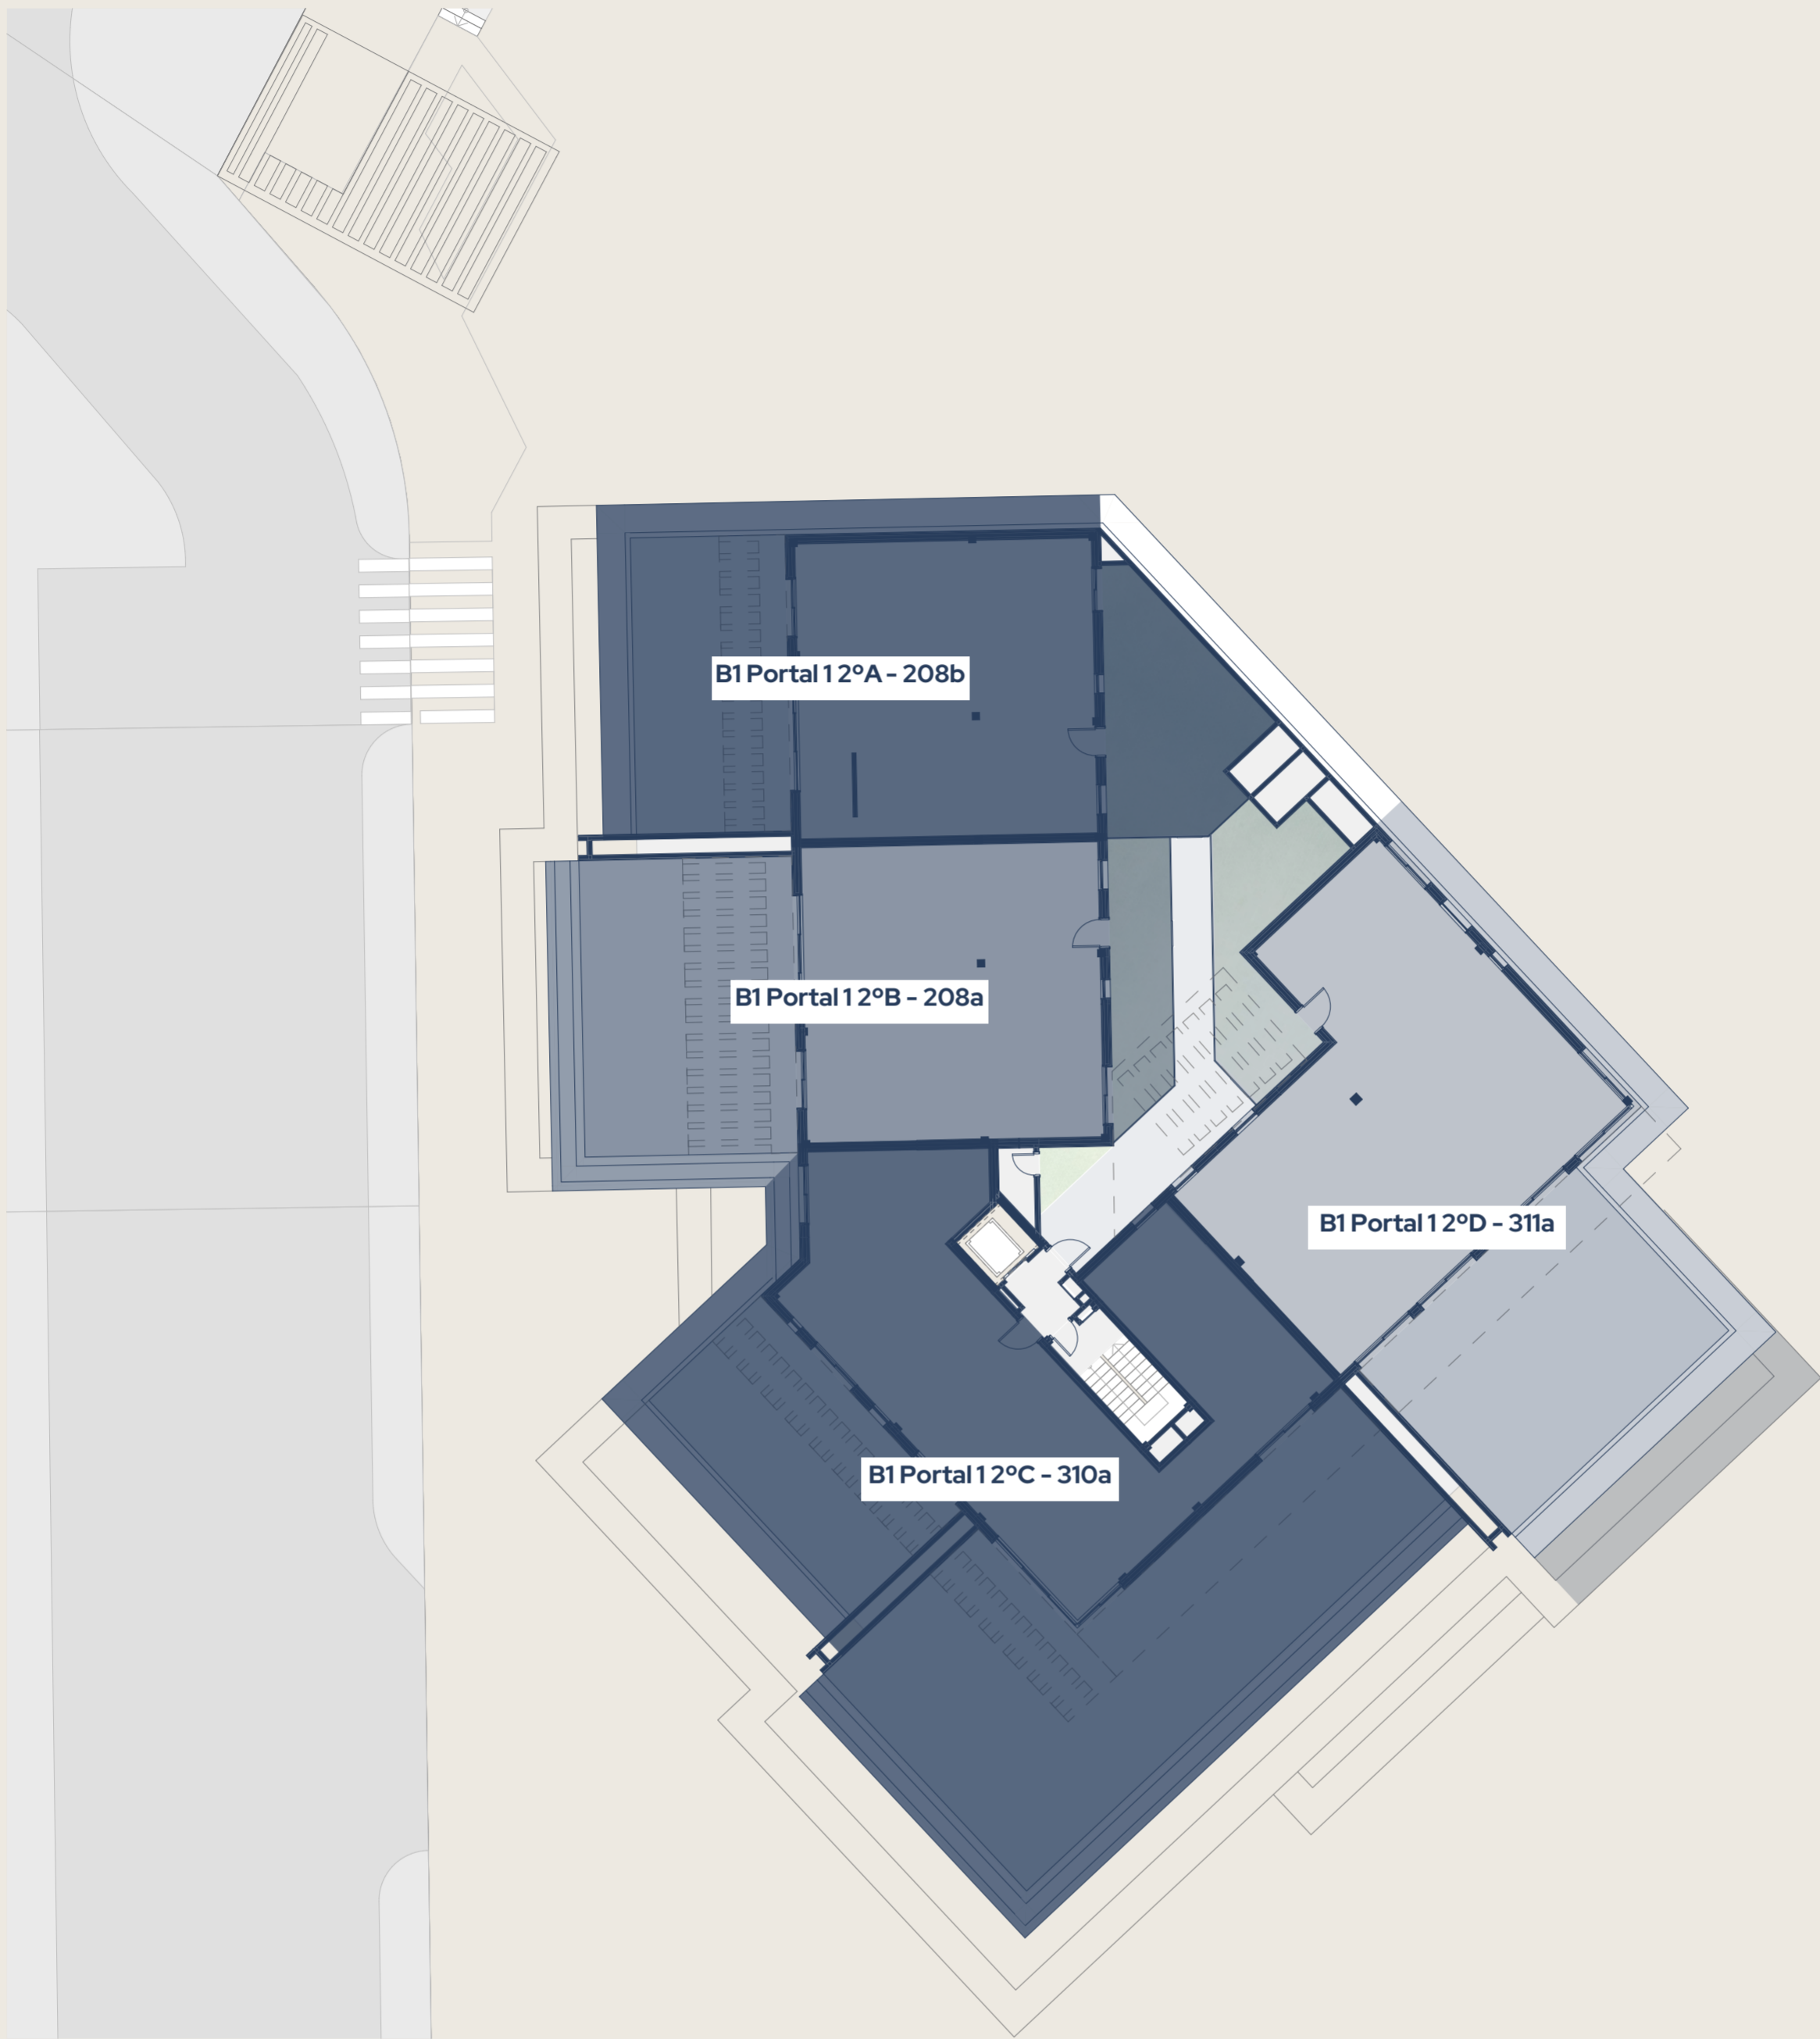 B1 Portal 1 2ºA - 208b
B1 Portal 1 2ºB - 208a
B1 Portal 1 2ºD - 311a
B1 Portal 1 2ºC - 310a